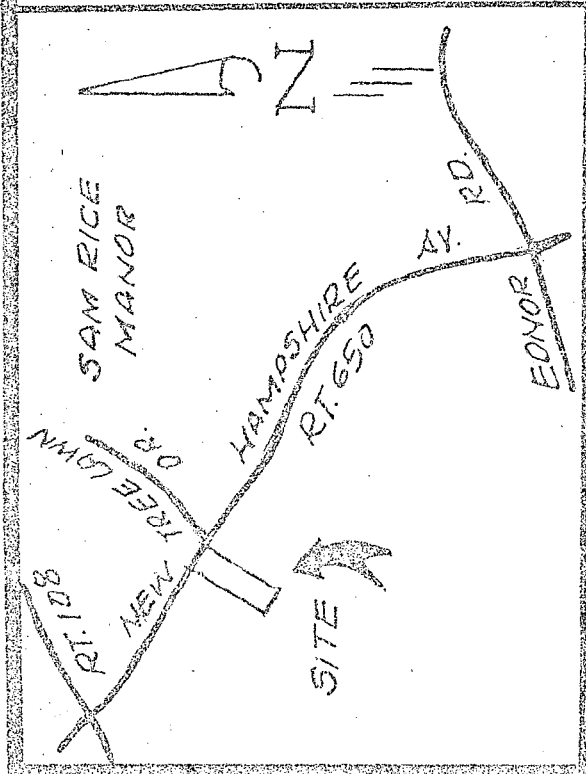 N
SAM RICE
MANOR
RT. 108
TREE LAWN
DR.
NEW HAMPSHIRE AV.
RT. 650
SITE
EDNOR RD.